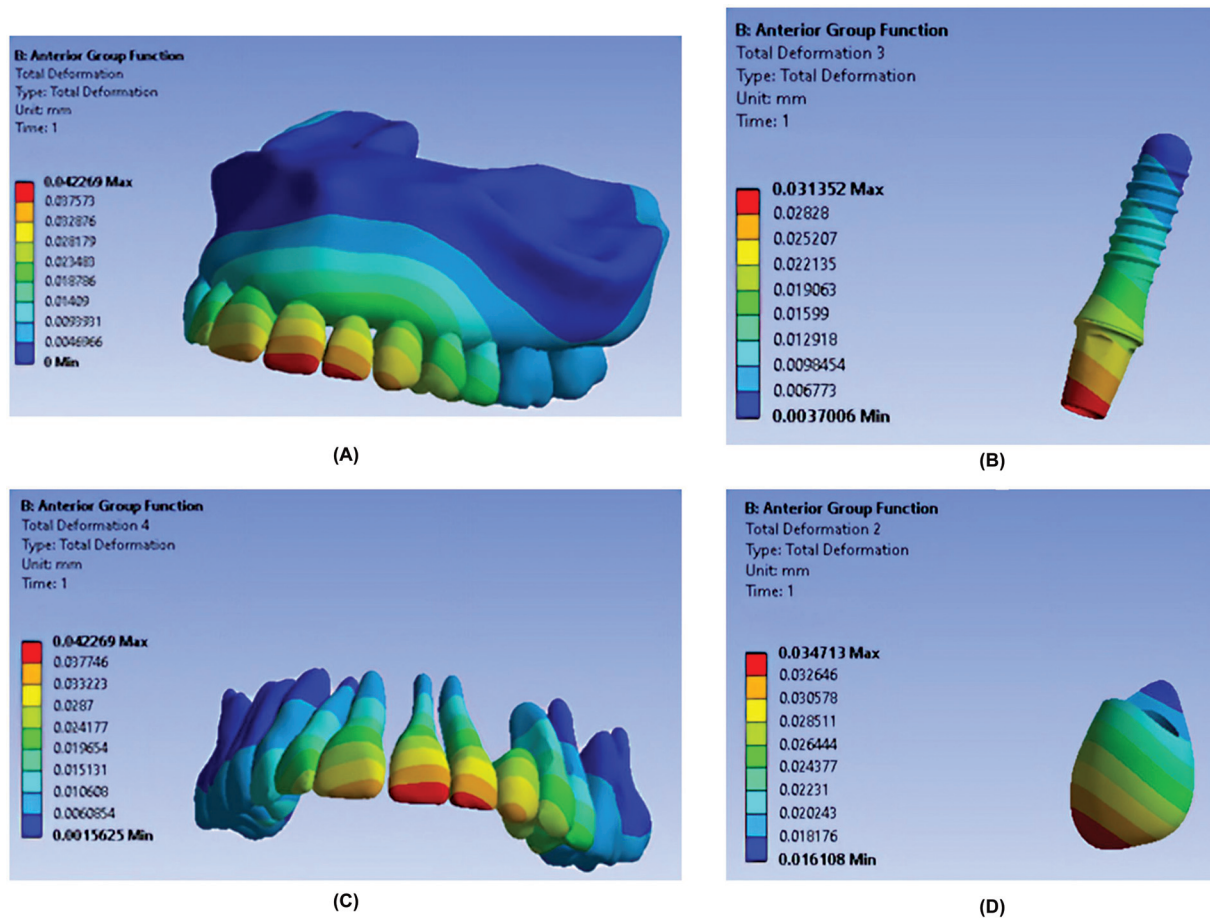 B: Anterior Group Function
Total Deformation
Type: Total Deformation
Unit: mm
Time: 1
0.042269 Max
0.037573
0.032876
0.028179
0.023483
0.018786
0.01409
0.0093931
0.0046966
0 Min
(A)
B: Anterior Group Function
Total Deformation 3
Type: Total Deformation
Unit: mm
Time: 1
0.031352 Max
0.02828
0.025207
0.022135
0.019063
0.01599
0.012918
0.0098454
0.006773
0.0037006 Min
(B)
B: Anterior Group Function
Total Deformation 4
Type: Total Deformation
Unit: mm
Time: 1
0.042269 Max
0.037746
0.033223
0.0287
0.024177
0.019654
0.015131
0.010608
0.0060854
0.0015625 Min
(C)
B: Anterior Group Function
Total Deformation 2
Type: Total Deformation
Unit: mm
Time: 1
0.034713 Max
0.032646
0.030578
0.028511
0.026444
0.024377
0.02231
0.020243
0.018176
0.016108 Min
(D)